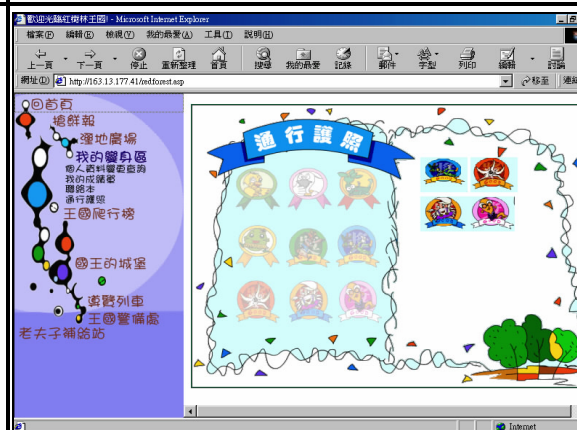 歡迎光臨紅樹林王國! - Microsoft Internet Explorer
檔案(F) 編輯(E) 檢視(V) 我的最愛(A) 工具(T) 說明(H)
上一頁 下一頁 停止 重新整理 首頁 搜尋 我的最愛 記錄 郵件 字型 列印 編輯 討論
網址(D) http://163.13.177.41/redforest.asp 移至 連結
回首頁
搶鮮報
溼地廣場
我的變身區
個人資料變更查詢
我的成績單
聯絡本
通行護照
王國爬行榜
國王的城堡
導覽列車
王國警備處
老夫子補給站
通行護照
Internet